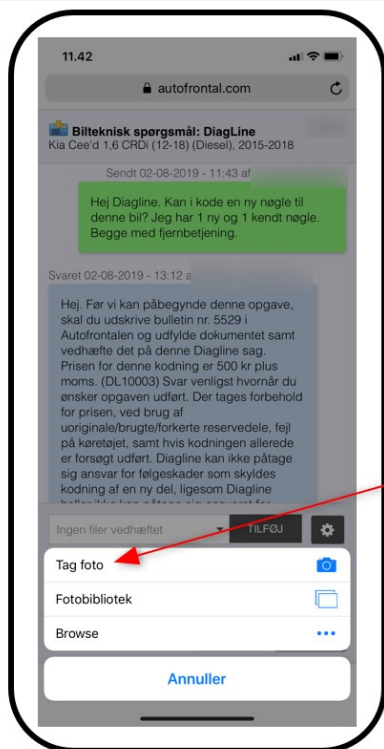 11.42
autofrontal.com
Bilteknisk spørgsmål: DiagLine
Kia Cee'd 1,6 CRDi (12-18) (Diesel), 2015-2018
Sendt 02-08-2019 - 11:43 af
Hej Diagline. Kan i kode en ny nøgle til
denne bil? Jeg har 1 ny og 1 kendt nøgle.
Begge med fjernbetjening.
Svaret 02-08-2019 - 13:12 a
Hej. Før vi kan påbegynde denne opgave,
skal du udskrive bulletin nr. 5529 i
Autofrontalen og udfylde dokumentet samt
vedhæfte det på denne Diagline sag.
Prisen for denne kodning er 500 kr plus
moms. (DL10003) Svar venligst hvornår du
ønsker opgaven udført. Der tages forbehold
for prisen, ved brug af
uoriginale/brugte/forkerte reservedele, fejl
på køretøjet, samt hvis kodningen allerede
er forsøgt udført. Diagline kan ikke påtage
sig ansvar for følgeskader som skyldes
kodning af en ny del, ligesom Diagline
Ingen filer vedhæftet
TILFØJ
Tag foto
Fotobibliotek
Browse
Annuller